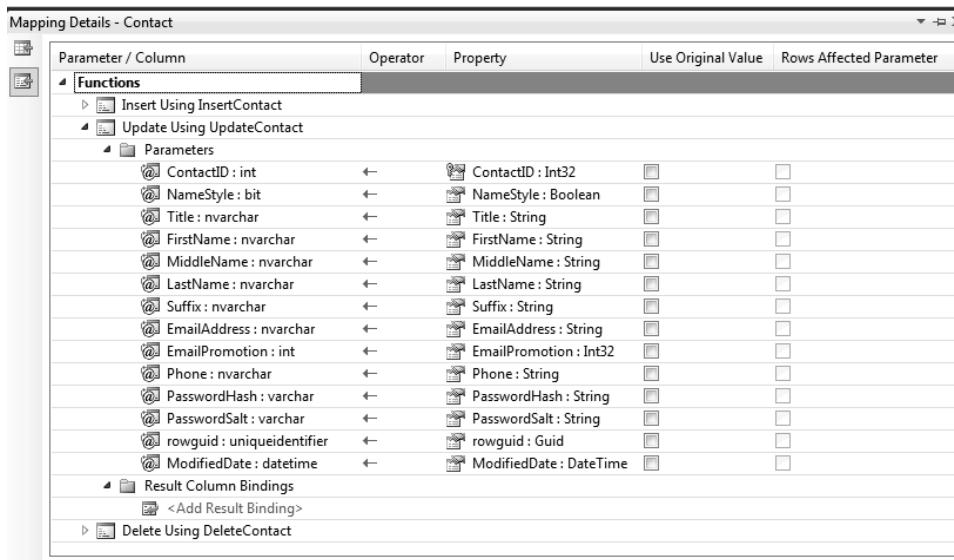 Mapping Details - Contact
Parameter / Column Operator Property Use Original Value Rows Affected Parameter
Functions
Insert Using InsertContact
Update Using UpdateContact
Parameters
ContactID : int ← ContactID : Int32
NameStyle : bit ← NameStyle : Boolean
Title : nvarchar ← Title : String
FirstName : nvarchar ← FirstName : String
MiddleName : nvarchar ← MiddleName : String
LastName : nvarchar ← LastName : String
Suffix : nvarchar ← Suffix : String
EmailAddress : nvarchar ← EmailAddress : String
EmailPromotion : int ← EmailPromotion : Int32
Phone : nvarchar ← Phone : String
PasswordHash : varchar ← PasswordHash : String
PasswordSalt : varchar ← PasswordSalt : String
rowguid : uniqueidentifier ← rowguid : Guid
ModifiedDate : datetime ← ModifiedDate : DateTime
Result Column Bindings
<Add Result Binding>
Delete Using DeleteContact